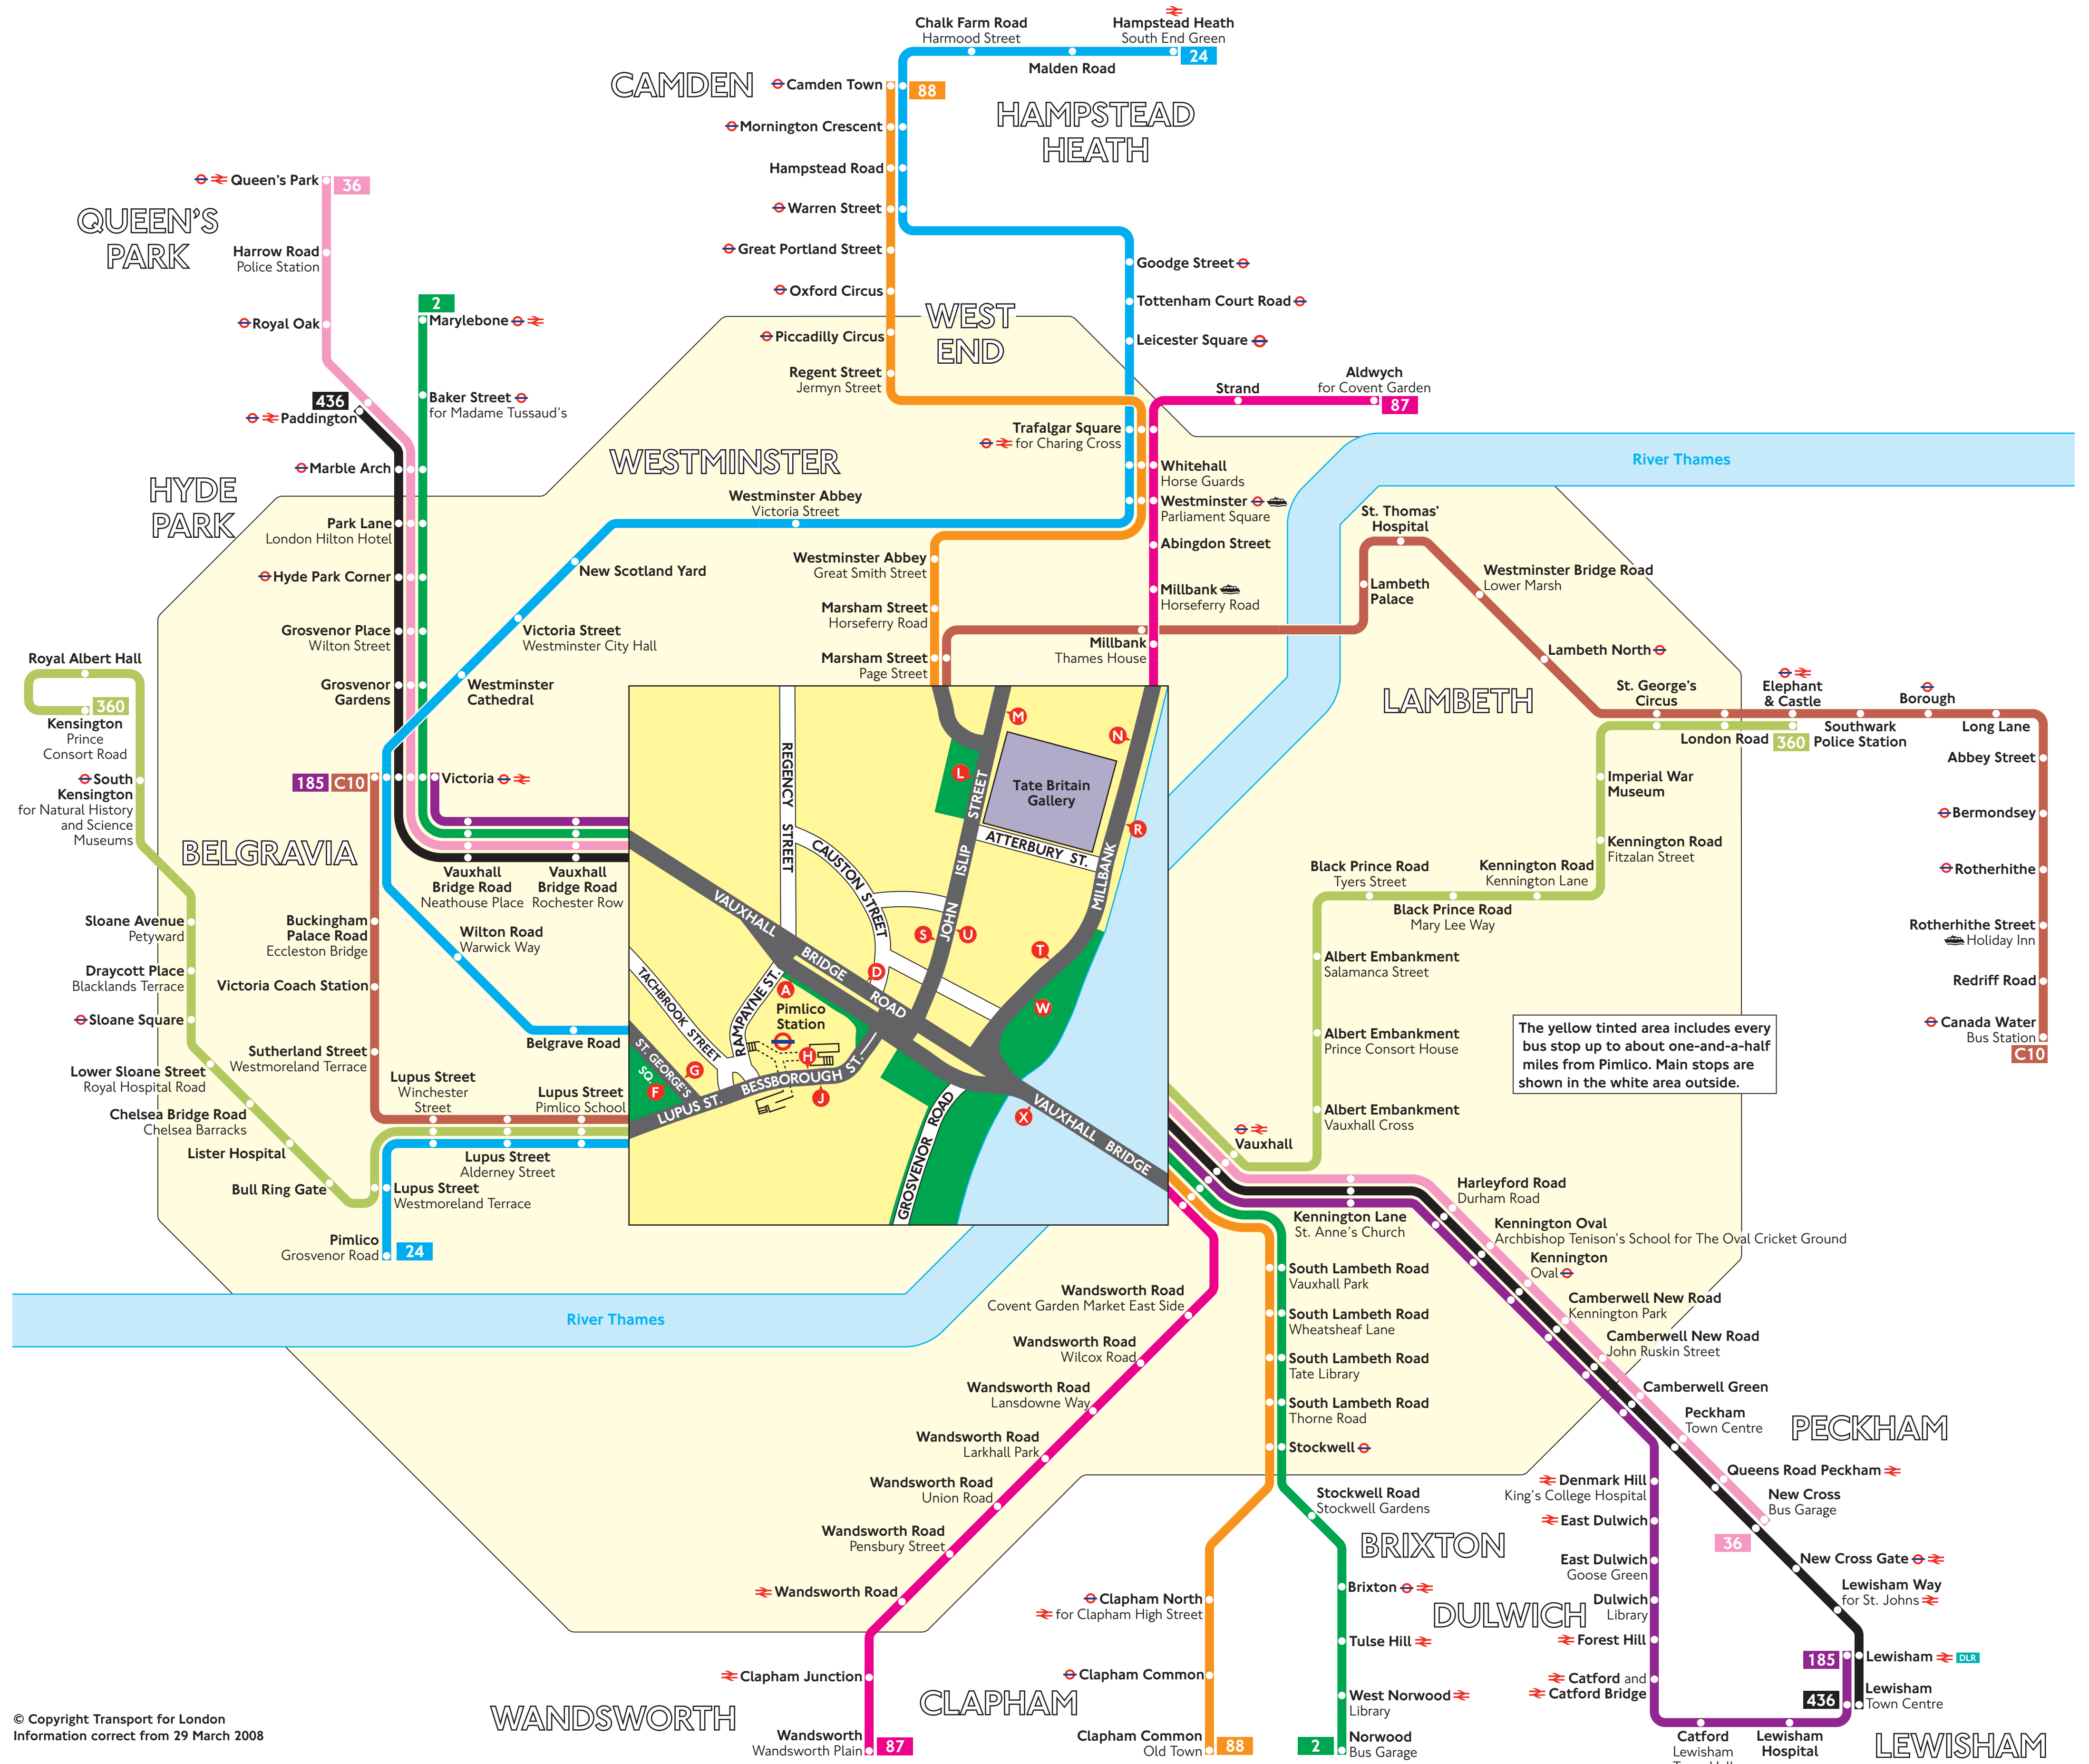 Chalk Farm Road
Harmood Street
Hampstead Heath
South End Green
24
Malden Road
CAMDEN
Camden Town
88
HAMPSTEAD
HEATH
Mornington Crescent
Hampstead Road
Warren Street
Great Portland Street
Oxford Circus
Piccadilly Circus
Regent Street
Jermyn Street
Goodge Street
Tottenham Court Road
Leicester Square
WEST
END
Queen's Park
36
QUEEN'S
PARK
Harrow Road
Police Station
Royal Oak
2
Marylebone
436
Paddington
Baker Street
for Madame Tussaud's
Marble Arch
HYDE
PARK
Park Lane
London Hilton Hotel
Hyde Park Corner
Grosvenor Place
Wilton Street
Grosvenor
Gardens
WESTMINSTER
Westminster Abbey
Victoria Street
New Scotland Yard
Victoria Street
Westminster City Hall
Westminster
Cathedral
Strand
Aldwych
for Covent Garden
87
Trafalgar Square
for Charing Cross
Whitehall
Horse Guards
Westminster
Parliament Square
Abingdon Street
Millbank
Horseferry Road
Millbank
Thames House
Westminster Abbey
Great Smith Street
Marsham Street
Horseferry Road
Marsham Street
Page Street
River Thames
St. Thomas'
Hospital
Lambeth
Palace
Westminster Bridge Road
Lower Marsh
Lambeth North
LAMBETH
St. George's
Circus
Elephant
& Castle
Borough
London Road
360
Southwark
Police Station
Long Lane
Abbey Street
Bermondsey
Rotherhithe
Rotherhithe Street
Holiday Inn
Redriff Road
Canada Water
Bus Station
C10
Imperial War
Museum
Kennington Road
Fitzalan Street
Kennington Road
Kennington Lane
Black Prince Road
Tyers Street
Black Prince Road
Mary Lee Way
Albert Embankment
Salamanca Street
Albert Embankment
Prince Consort House
Albert Embankment
Vauxhall Cross
Vauxhall
The yellow tinted area includes every
bus stop up to about one-and-a-half
miles from Pimlico. Main stops are
shown in the white area outside.
Royal Albert Hall
360
Kensington
Prince
Consort Road
South
Kensington
for Natural History
and Science
Museums
185
C10
Victoria
BELGRAVIA
Vauxhall
Bridge Road
Neathouse Place
Vauxhall
Bridge Road
Rochester Row
Sloane Avenue
Petyward
Draycott Place
Blacklands Terrace
Sloane Square
Lower Sloane Street
Royal Hospital Road
Chelsea Bridge Road
Chelsea Barracks
Lister Hospital
Bull Ring Gate
Buckingham
Palace Road
Eccleston Bridge
Victoria Coach Station
Sutherland Street
Westmoreland Terrace
Wilton Road
Warwick Way
Belgrave Road
Lupus Street
Winchester
Street
Lupus Street
Pimlico School
Lupus Street
Alderney Street
Lupus Street
Westmoreland Terrace
Pimlico
Grosvenor Road
24
REGENCY STREET
CAUSTON STREET
JOHN ISLIP STREET
Tate Britain
Gallery
ATTERBURY ST.
MILLBANK
VAUXHALL BRIDGE ROAD
TACHBROOK STREET
RAMPAYNE ST.
Pimlico
Station
ST. GEORGE'S
SQ.
LUPUS ST.
BESSBOROUGH ST.
GROSVENOR ROAD
VAUXHALL BRIDGE
M
N
L
R
S
U
T
D
A
W
H
G
F
J
X
River Thames
Kennington Lane
St. Anne's Church
Harleyford Road
Durham Road
Kennington Oval
Archbishop Tenison's School for The Oval Cricket Ground
Kennington
Oval
Camberwell New Road
Kennington Park
Camberwell New Road
John Ruskin Street
Camberwell Green
Peckham
Town Centre
PECKHAM
Queens Road Peckham
New Cross
Bus Garage
36
New Cross Gate
Lewisham Way
for St. Johns
185
Lewisham
DLR
436
Lewisham
Town Centre
LEWISHAM
South Lambeth Road
Vauxhall Park
South Lambeth Road
Wheatsheaf Lane
South Lambeth Road
Tate Library
South Lambeth Road
Thorne Road
Stockwell
Stockwell Road
Stockwell Gardens
BRIXTON
Brixton
Tulse Hill
West Norwood
Library
2
Norwood
Bus Garage
DULWICH
Denmark Hill
King's College Hospital
East Dulwich
East Dulwich
Goose Green
Dulwich
Library
Forest Hill
Catford and
Catford Bridge
Catford
Lewisham
Lewisham
Hospital
Wandsworth Road
Covent Garden Market East Side
Wandsworth Road
Wilcox Road
Wandsworth Road
Lansdowne Way
Wandsworth Road
Larkhall Park
Wandsworth Road
Union Road
Wandsworth Road
Pensbury Street
Wandsworth Road
Clapham Junction
WANDSWORTH
Wandsworth
Wandsworth Plain
87
Clapham North
for Clapham High Street
Clapham Common
CLAPHAM
Clapham Common
Old Town
88
© Copyright Transport for London
Information correct from 29 March 2008